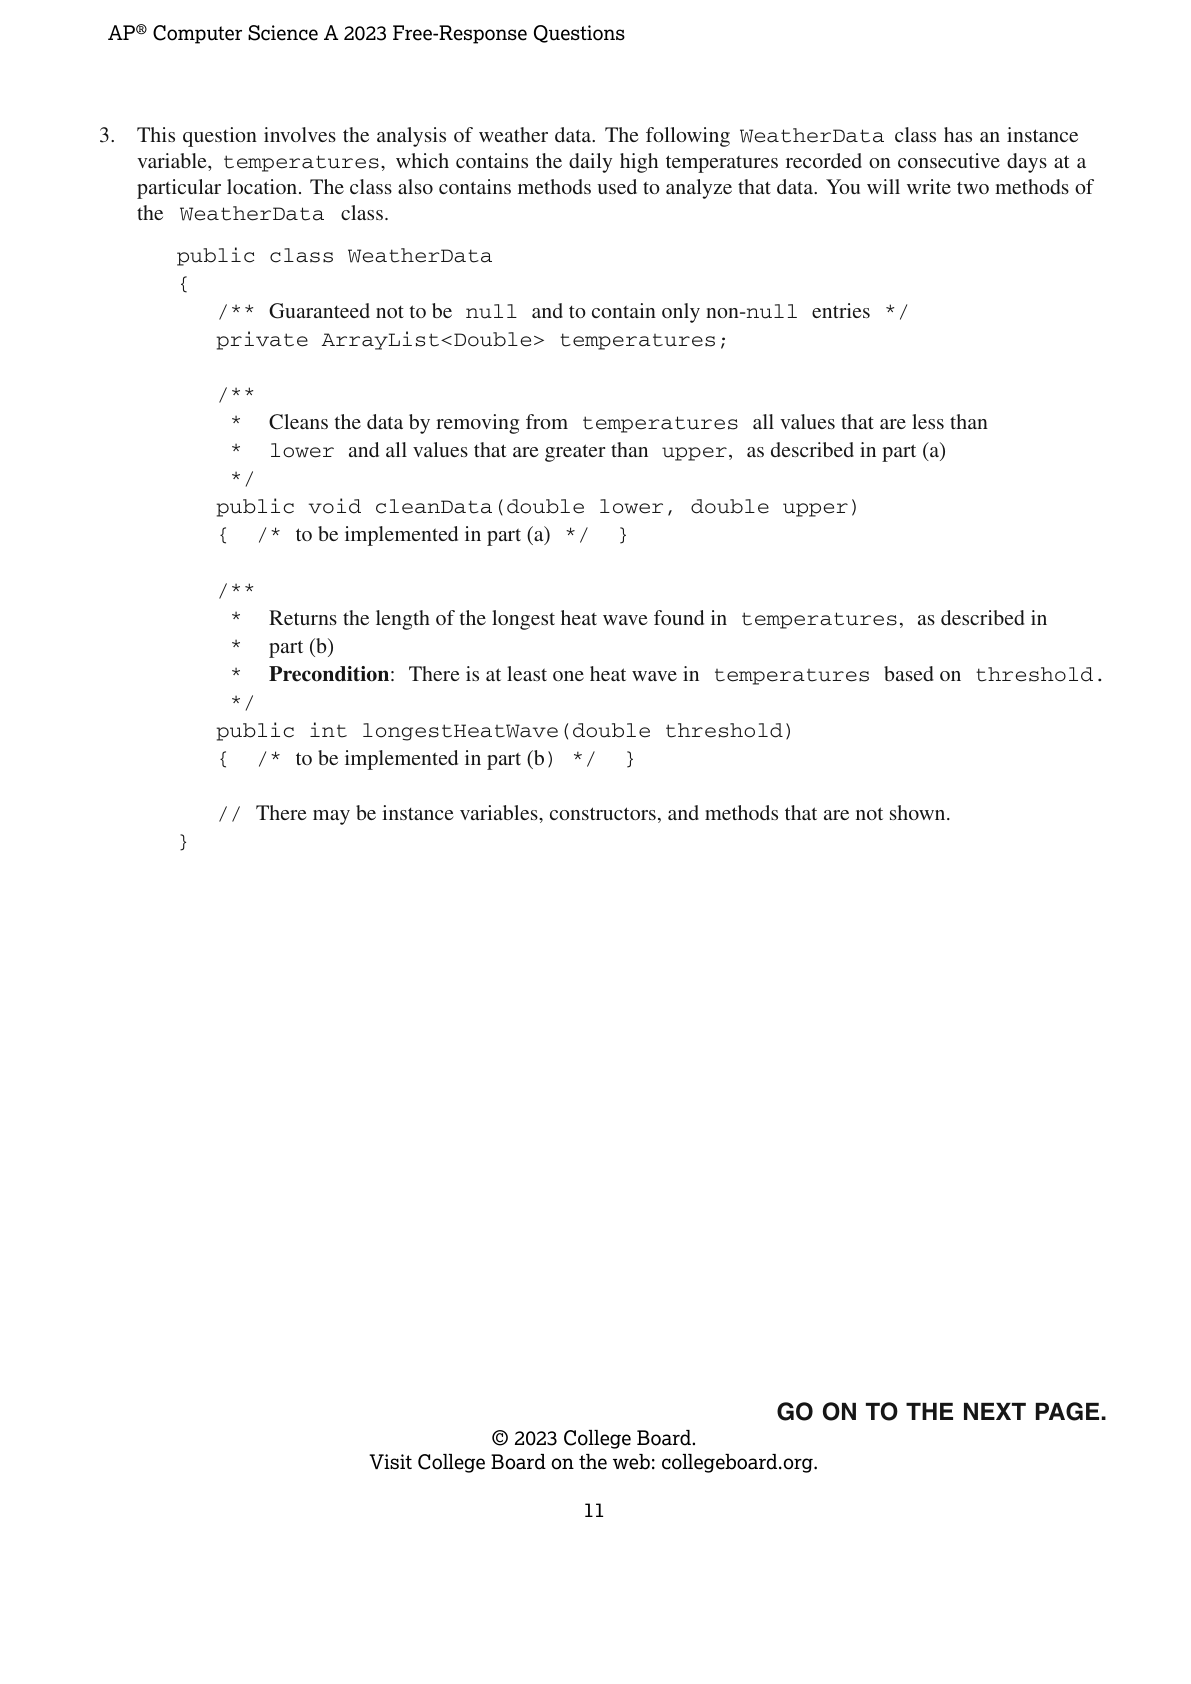 AP® Computer Science A 2023 Free-Response Questions
3. This question involves the analysis of weather data. The following WeatherData class has an instance
variable, temperatures, which contains the daily high temperatures recorded on consecutive days at a
particular location. The class also contains methods used to analyze that data. You will write two methods of
the WeatherData class.
public class WeatherData
{
/** Guaranteed not to be null and to contain only non-null entries */
private ArrayList<Double> temperatures;
/**
* Cleans the data by removing from temperatures all values that are less than
* lower and all values that are greater than upper, as described in part (a)
*/
public void cleanData(double lower, double upper)
{ /* to be implemented in part (a) */ }
/**
* Returns the length of the longest heat wave found in temperatures, as described in
* part (b)
* Precondition: There is at least one heat wave in temperatures based on threshold.
*/
public int longestHeatWave(double threshold)
{ /* to be implemented in part (b) */ }
// There may be instance variables, constructors, and methods that are not shown.
}
GO ON TO THE NEXT PAGE.
© 2023 College Board.
Visit College Board on the web: collegeboard.org.
11